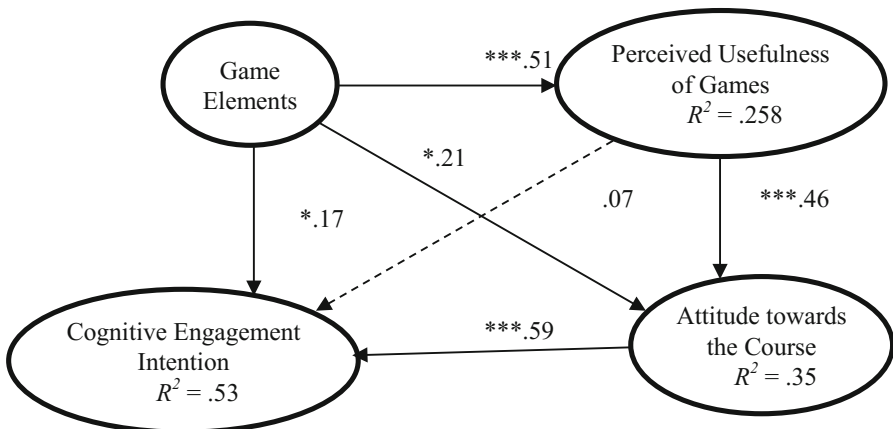 Game
Elements
***.51
Perceived Usefulness
of Games
R² = .258
*.21
*.17
.07
***.46
Cognitive Engagement
Intention
R² = .53
***.59
Attitude towards
the Course
R² = .35